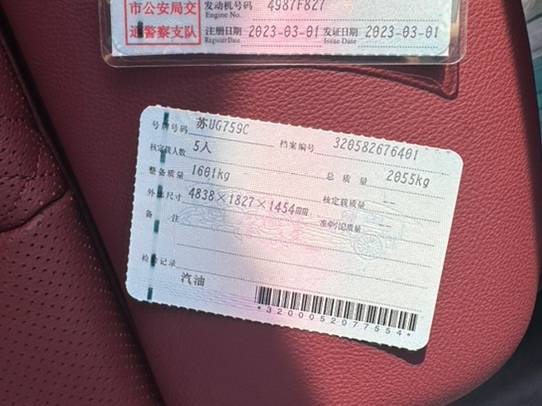 市公安局交 发动机号码 4987F827
Engine No.
通警察支队 注册日期 2023-03-01 发证日期 2023-03-01
Register Date Issue Date
号牌号码 苏UG759C 档案编号 320582676401
核定载人数 5人 总质量 2055kg
整备质量 1601kg 核定载质量 --
外廓尺寸 4838×1827×1454mm 准牵引总质量 --
备注
检验记录
汽油
*3200052077554*